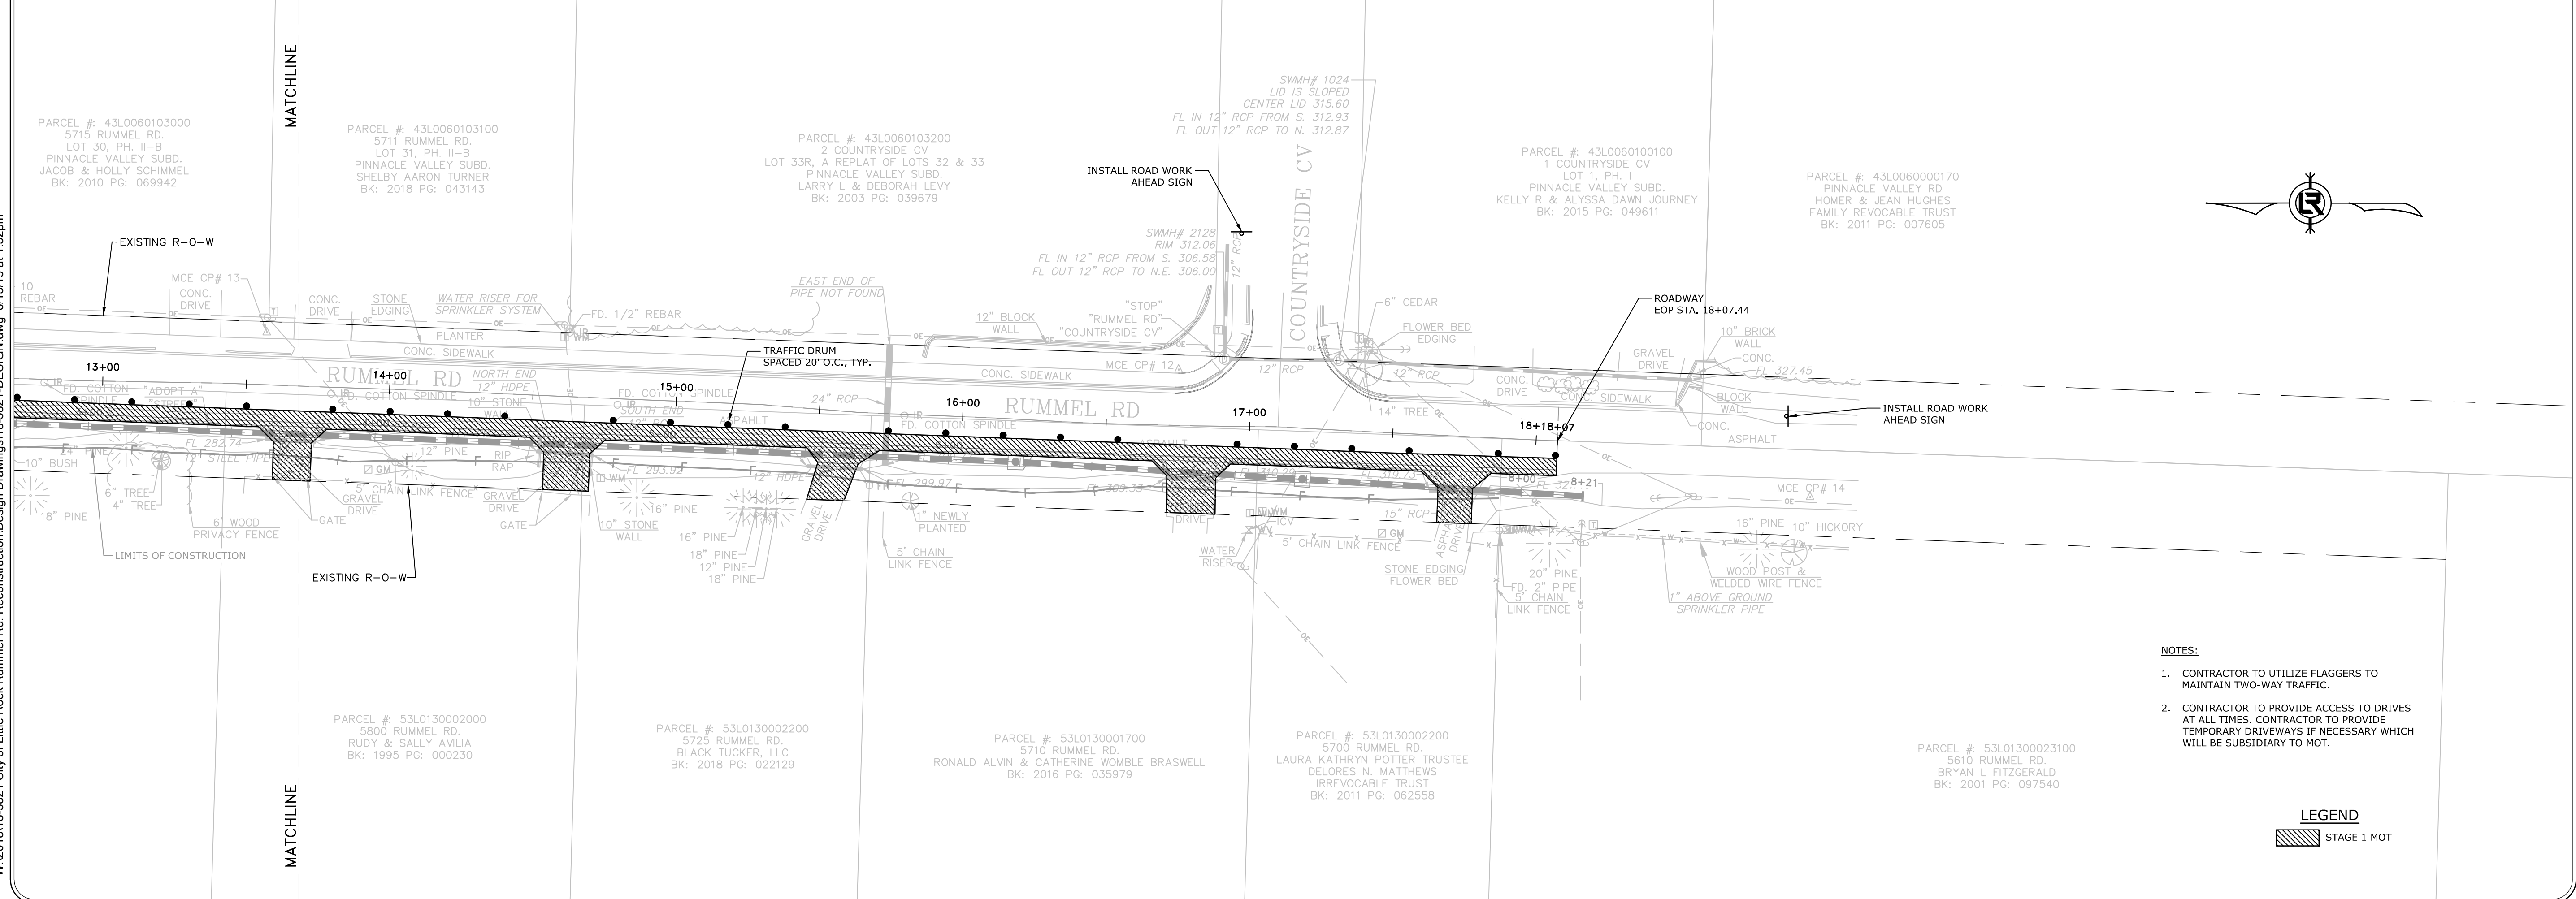 MATCHLINE
PARCEL #: 43L0060103000
5715 RUMMEL RD.
LOT 30, PH. II-B
PINNACLE VALLEY SUBD.
JACOB & HOLLY SCHIMMEL
BK: 2010 PG: 069942
PARCEL #: 43L0060103100
5711 RUMMEL RD.
LOT 31, PH. II-B
PINNACLE VALLEY SUBD.
SHELBY AARON TURNER
BK: 2018 PG: 043143
PARCEL #: 43L0060103200
2 COUNTRYSIDE CV
LOT 33R, A REPLAT OF LOTS 32 & 33
PINNACLE VALLEY SUBD.
LARRY L & DEBORAH LEVY
BK: 2003 PG: 039679
SWMH# 1024
LID IS SLOPED
CENTER LID 315.60
FL IN 12" RCP FROM S. 312.93
FL OUT 12" RCP TO N. 312.87
INSTALL ROAD WORK
AHEAD SIGN
COUNTRYSIDE CV
PARCEL #: 43L0060100100
1 COUNTRYSIDE CV
LOT 1, PH. I
PINNACLE VALLEY SUBD.
KELLY R & ALYSSA DAWN JOURNEY
BK: 2015 PG: 049611
PARCEL #: 43L0060000170
PINNACLE VALLEY RD
HOMER & JEAN HUGHES
FAMILY REVOCABLE TRUST
BK: 2011 PG: 007605
LR
EXISTING R-O-W
SWMH# 2128
RIM 312.06
FL IN 12" RCP FROM S. 306.58
FL OUT 12" RCP TO N.E. 306.00
12" RCP
10
REBAR
MCE CP# 13
CONC.
DRIVE
CONC.
DRIVE
STONE
EDGING
WATER RISER FOR
SPRINKLER SYSTEM
FD. 1/2" REBAR
WM
EAST END OF
PIPE NOT FOUND
12" BLOCK
WALL
"STOP"
"RUMMEL RD"
"COUNTRYSIDE CV"
6" CEDAR
FLOWER BED
EDGING
ROADWAY
EOP STA. 18+07.44
10" BRICK
WALL
GRAVEL
DRIVE
CONC.
FL 327.45
PLANTER
CONC. SIDEWALK
TRAFFIC DRUM
SPACED 20' O.C., TYP.
CONC. SIDEWALK
MCE CP# 12
12" RCP
12" RCP
CONC.
DRIVE
CONC. SIDEWALK
BLOCK
WALL
INSTALL ROAD WORK
AHEAD SIGN
13+00
14+00
15+00
16+00
17+00
18+07
RUMMEL RD
RUMMEL RD
NORTH END
12" HDPE
FD. COTTON SPINDLE
24" RCP
IR
FD. COTTON SPINDLE
14" TREE
CONC.
ASPHALT
FD. COTTON
SPINDLE
"ADOPT A
IR
FD. COTTON SPINDLE
10" STONE
SOUTH END
FL 282.74
12" STEEL PIPE
10" BUSH
6" TREE
4" TREE
18" PINE
12" PINE
GM
RIP
RAP
FL 293.92
WM
12" HDPE
FL 299.97
8+00
8+21
5' CHAIN LINK FENCE
GRAVEL
DRIVE
GRAVEL
DRIVE
GATE
GATE
6' WOOD
PRIVACY FENCE
10" STONE
WALL
16" PINE
16" PINE
18" PINE
12" PINE
18" PINE
GRAVEL
DRIVE
1" NEWLY
PLANTED
5' CHAIN
LINK FENCE
DRIVE
WM
ICV
WV
GM
15" RCP
WATER
RISER
5' CHAIN LINK FENCE
STONE EDGING
FLOWER BED
20" PINE
FD. 2" PIPE
5' CHAIN
LINK FENCE
MCE CP# 14
16" PINE
10" HICKORY
WOOD POST &
WELDED WIRE FENCE
1" ABOVE GROUND
SPRINKLER PIPE
LIMITS OF CONSTRUCTION
EXISTING R-O-W
PARCEL #: 53L0130002000
5800 RUMMEL RD.
RUDY & SALLY AVILIA
BK: 1995 PG: 000230
PARCEL #: 53L0130002200
5725 RUMMEL RD.
BLACK TUCKER, LLC
BK: 2018 PG: 022129
PARCEL #: 53L0130001700
5710 RUMMEL RD.
RONALD ALVIN & CATHERINE WOMBLE BRASWELL
BK: 2016 PG: 035979
PARCEL #: 53L0130002200
5700 RUMMEL RD.
LAURA KATHRYN POTTER TRUSTEE
DELORES N. MATTHEWS
IRREVOCABLE TRUST
BK: 2011 PG: 062558
PARCEL #: 53L01300023100
5610 RUMMEL RD.
BRYAN L FITZGERALD
BK: 2001 PG: 097540
MATCHLINE
NOTES:
1. CONTRACTOR TO UTILIZE FLAGGERS TO
MAINTAIN TWO-WAY TRAFFIC.
2. CONTRACTOR TO PROVIDE ACCESS TO DRIVES
AT ALL TIMES. CONTRACTOR TO PROVIDE
TEMPORARY DRIVEWAYS IF NECESSARY WHICH
WILL BE SUBSIDIARY TO MOT.
LEGEND
STAGE 1 MOT